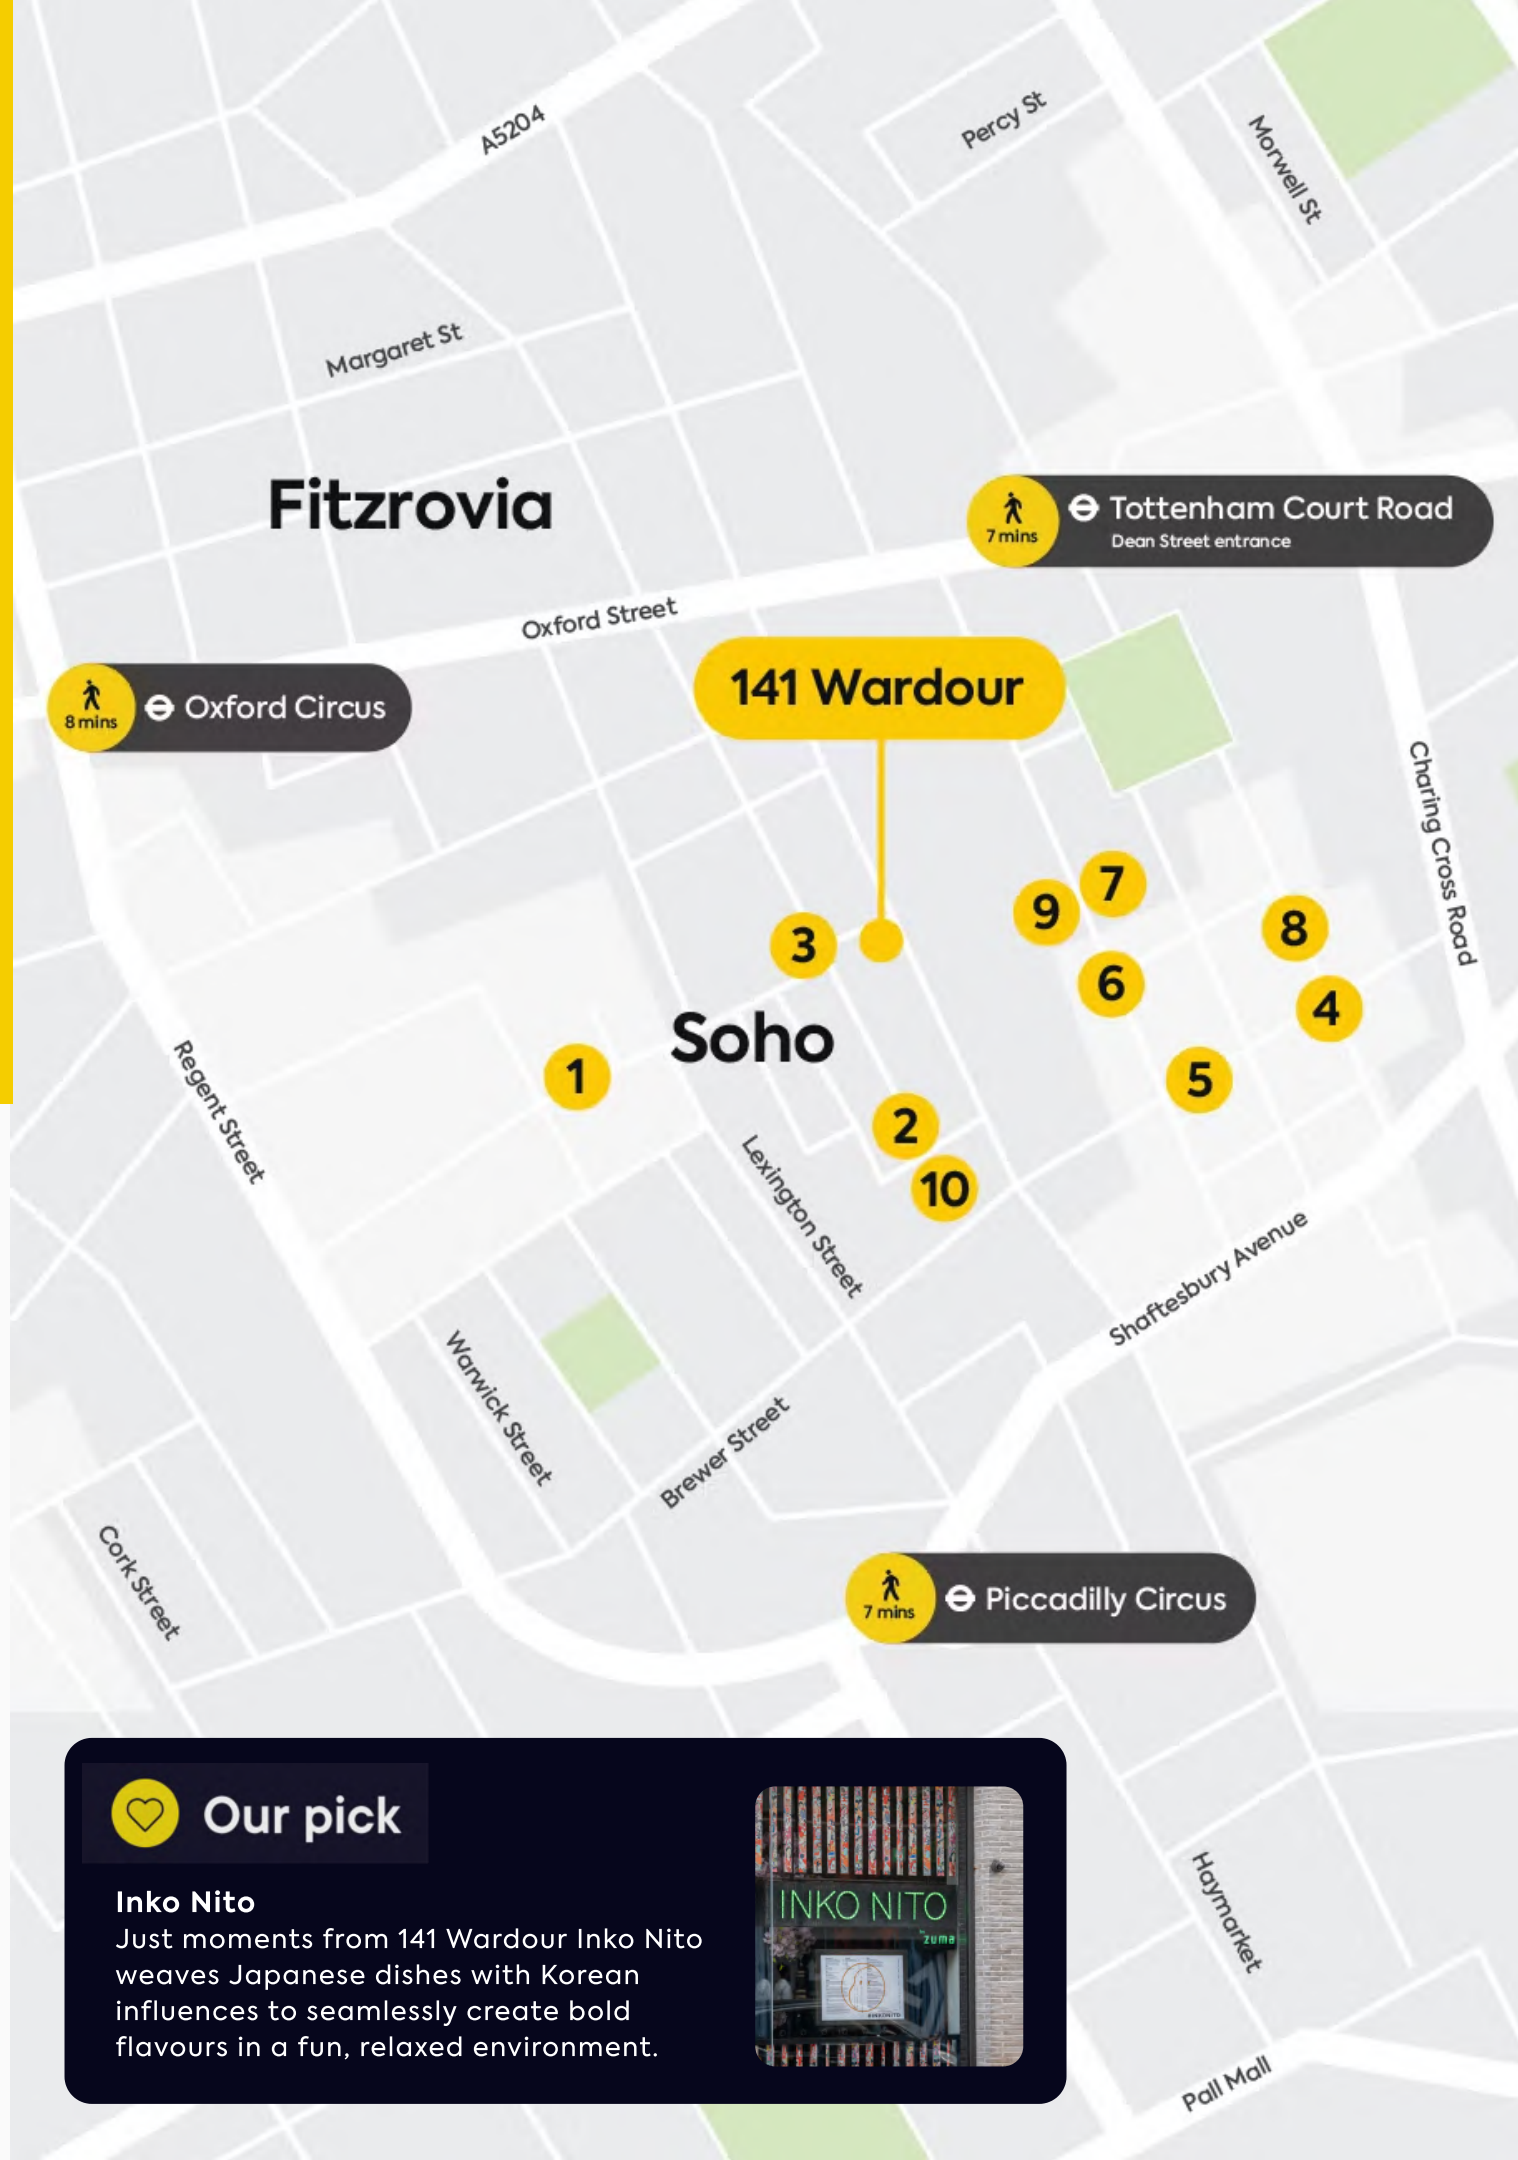 A5204
Percy St
Morwell St
Margaret St
Fitzrovia
7 mins
Tottenham Court Road
Dean Street entrance
Oxford Street
141 Wardour
8 mins
Oxford Circus
Charing Cross Road
7
9
8
3
6
4
Soho
1
5
Regent Street
2
10
Lexington Street
Shaftesbury Avenue
Warwick Street
Brewer Street
Cork Street
7 mins
Piccadilly Circus
Our pick
Inko Nito
Just moments from 141 Wardour Inko Nito
weaves Japanese dishes with Korean
influences to seamlessly create bold
flavours in a fun, relaxed environment.
INKO NITO
zuma
Haymarket
Pall Mall